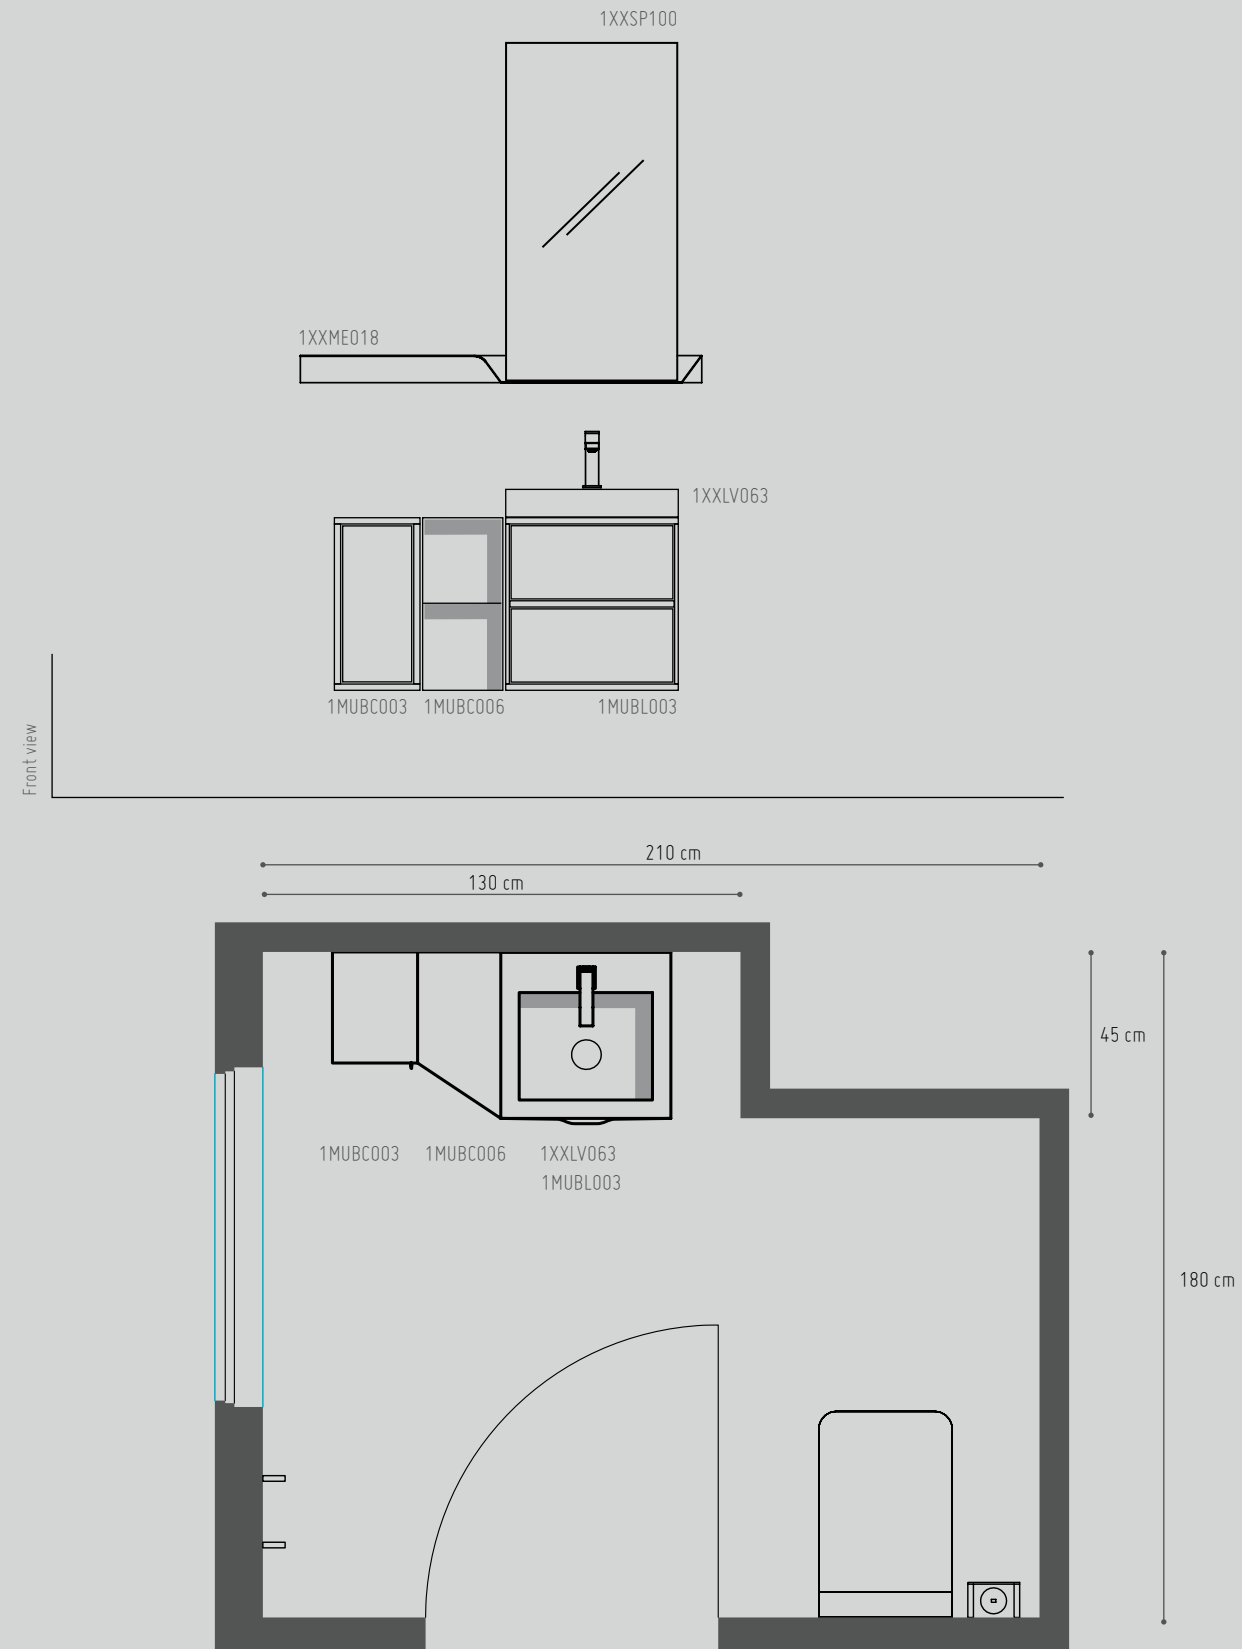 1XXSP100
1XXME018
1XXLV063
1MUBC003 1MUBC006 1MUBL003
Front view
210 cm
130 cm
45 cm
1MUBC003 1MUBC006 1XXLV063
1MUBL003
180 cm